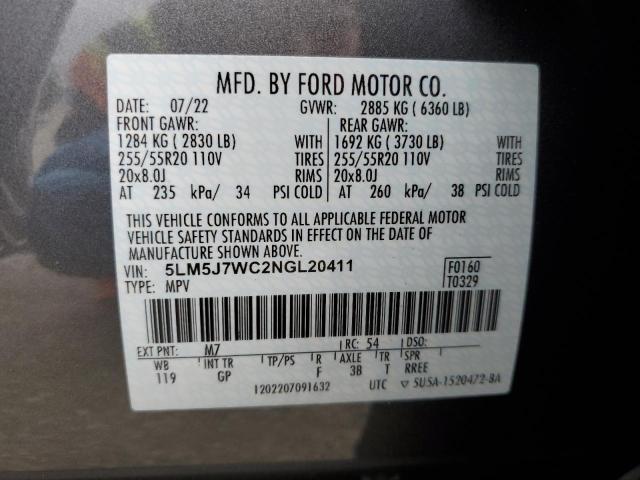 MFD. BY FORD MOTOR CO.
DATE: 07/22 GVWR: 2885 KG ( 6360 LB)
FRONT GAWR: REAR GAWR:
1284 KG ( 2830 LB) WITH 1692 KG ( 3730 LB) WITH
255/55R20 110V TIRES 255/55R20 110V TIRES
20x8.0J RIMS 20x8.0J RIMS
AT 235 kPa/ 34 PSI COLD AT 260 kPa/ 38 PSI COLD
THIS VEHICLE CONFORMS TO ALL APPLICABLE FEDERAL MOTOR
VEHICLE SAFETY STANDARDS IN EFFECT ON THE DATE OF
MANUFACTURE SHOWN ABOVE.
VIN: 5LM5J7WC2NGL20411 F0160
TYPE: MPV T0329
EXT PNT: M7 RC: 54 DSO:
WB INT TR TP/PS R AXLE TR SPR
119 GP F 3B T RREE
1202207091632 UTC ▽ 5U5A-1520472-BA